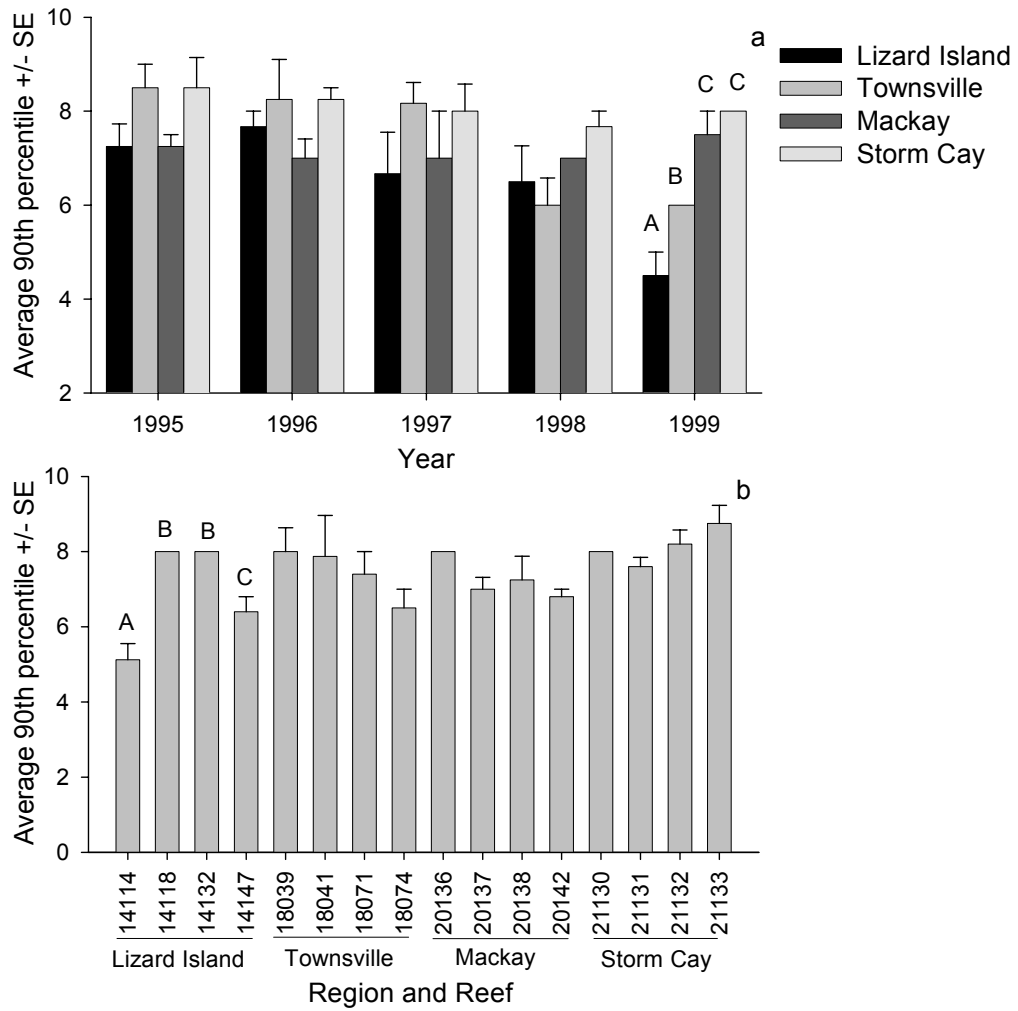 a
Lizard Island
Townsville
Mackay
Storm Cay
Average 90th percentile +/- SE
10
8
6
4
2
A
B
C C
1995 1996 1997 1998 1999
Year
b
Average 90th percentile +/- SE
10
8
6
4
2
0
A
B B
C
14114 14118 14132 14147 18039 18041 18071 18074 20136 20137 20138 20142 21130 21131 21132 21133
Lizard Island Townsville Mackay Storm Cay
Region and Reef